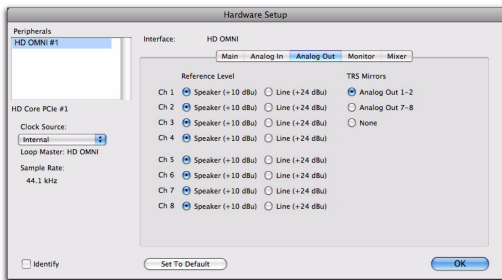 Hardware Setup
Peripherals
HD OMNI #1
HD Core PCIe #1
Clock Source:
Internal
Loop Master: HD OMNI
Sample Rate:
44.1 kHz
Identify
Interface: HD OMNI
Main Analog In Analog Out Monitor Mixer
Reference Level TRS Mirrors
Ch 1 Speaker (+10 dBu) Line (+24 dBu) Analog Out 1-2
Ch 2 Speaker (+10 dBu) Line (+24 dBu) Analog Out 7-8
Ch 3 Speaker (+10 dBu) Line (+24 dBu) None
Ch 4 Speaker (+10 dBu) Line (+24 dBu)
Ch 5 Speaker (+10 dBu) Line (+24 dBu)
Ch 6 Speaker (+10 dBu) Line (+24 dBu)
Ch 7 Speaker (+10 dBu) Line (+24 dBu)
Ch 8 Speaker (+10 dBu) Line (+24 dBu)
Set To Default OK